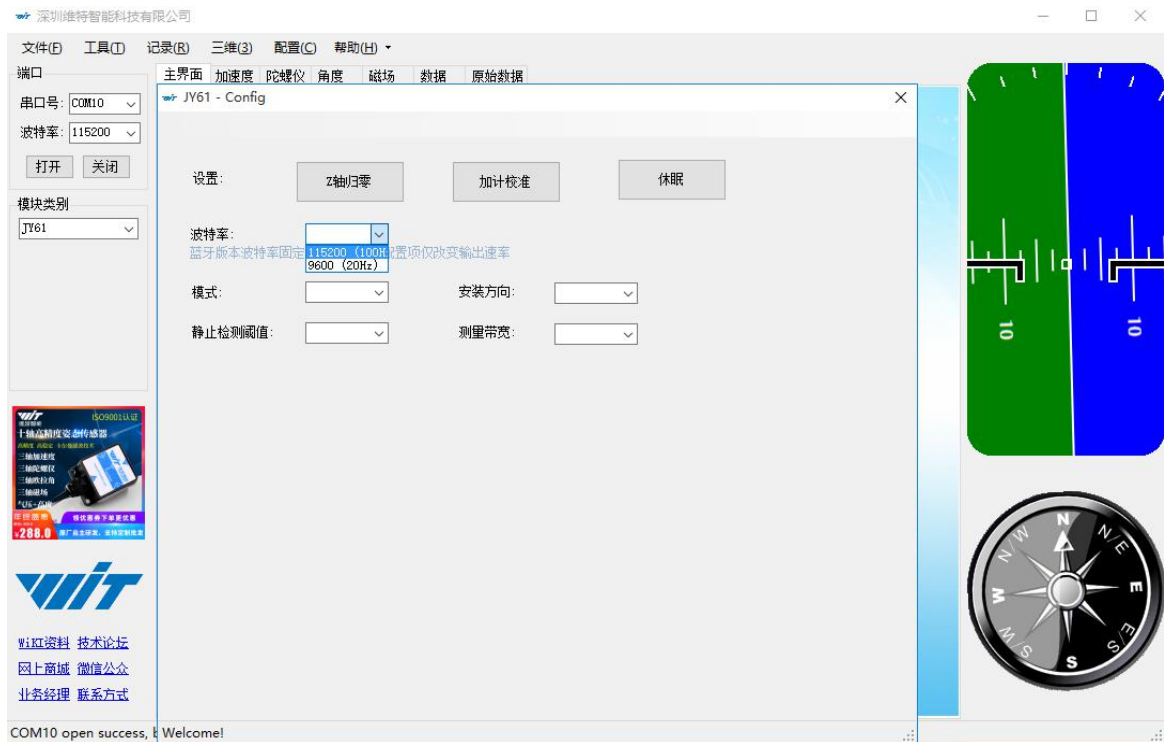 深圳维特智能科技有限公司
文件(F) 工具(T) 记录(R) 三维(3) 配置(C) 帮助(H)
端口
串口号: COM10
波特率: 115200
打开 关闭
模块类别
JY61
主界面 加速度 陀螺仪 角度 磁场 数据 原始数据
JY61 - Config
设置: Z轴归零 加计校准 休眠
波特率:
蓝牙版本波特率固定 置项仅改变输出速率
115200 (100H
9600 (20Hz)
模式: 安装方向:
静止检测阈值: 测量带宽:
WIT
ISO9001认证
十轴高精度姿态传感器
三轴加速度
三轴陀螺仪
三轴欧拉角
三轴磁场
¥288.0
WIT
WiKI资料 技术论坛
网上商城 微信公众
业务经理 联系方式
COM10 open success, Welcome!
10 10
N N/E E E/S S W/S W N/W